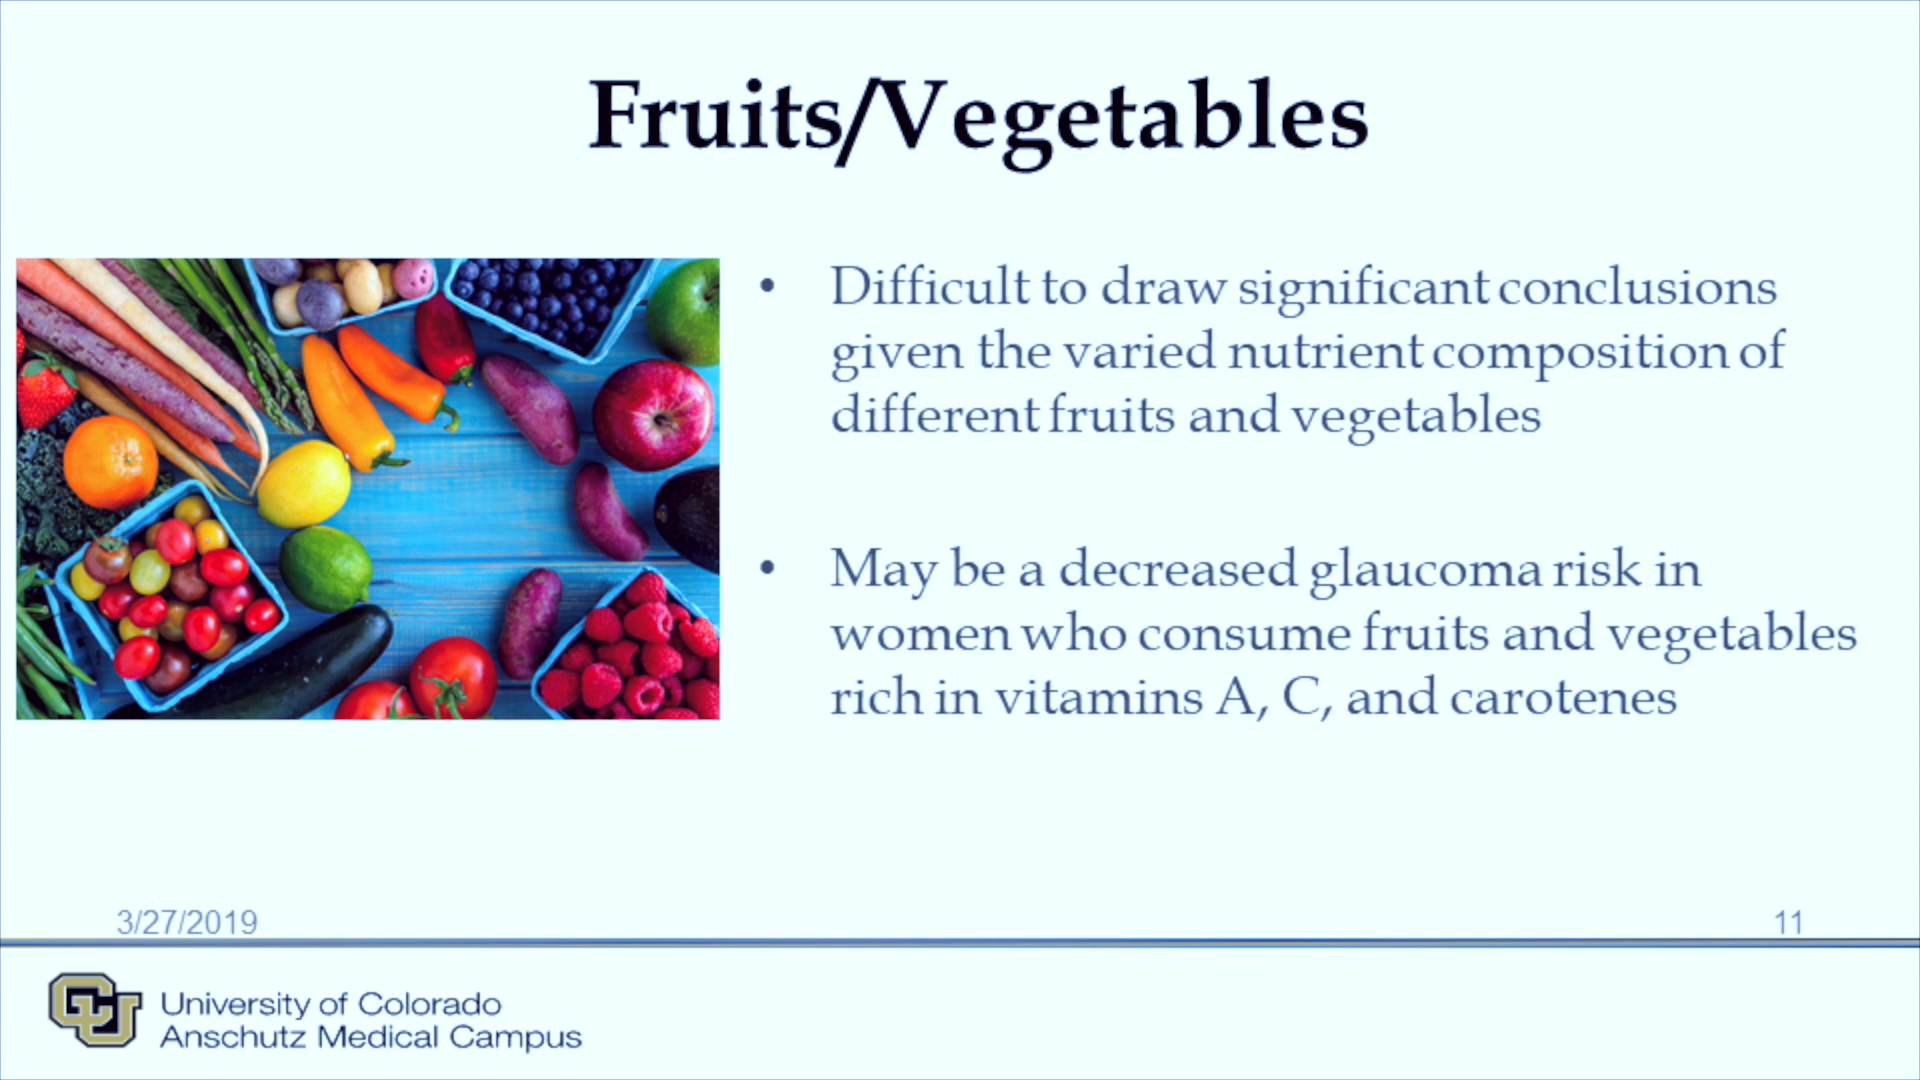 Fruits/Vegetables
• Difficult to draw significant conclusions
given the varied nutrient composition of
different fruits and vegetables
• May be a decreased glaucoma risk in
women who consume fruits and vegetables
rich in vitamins A, C, and carotenes
3/27/2019
11
CU
University of Colorado
Anschutz Medical Campus